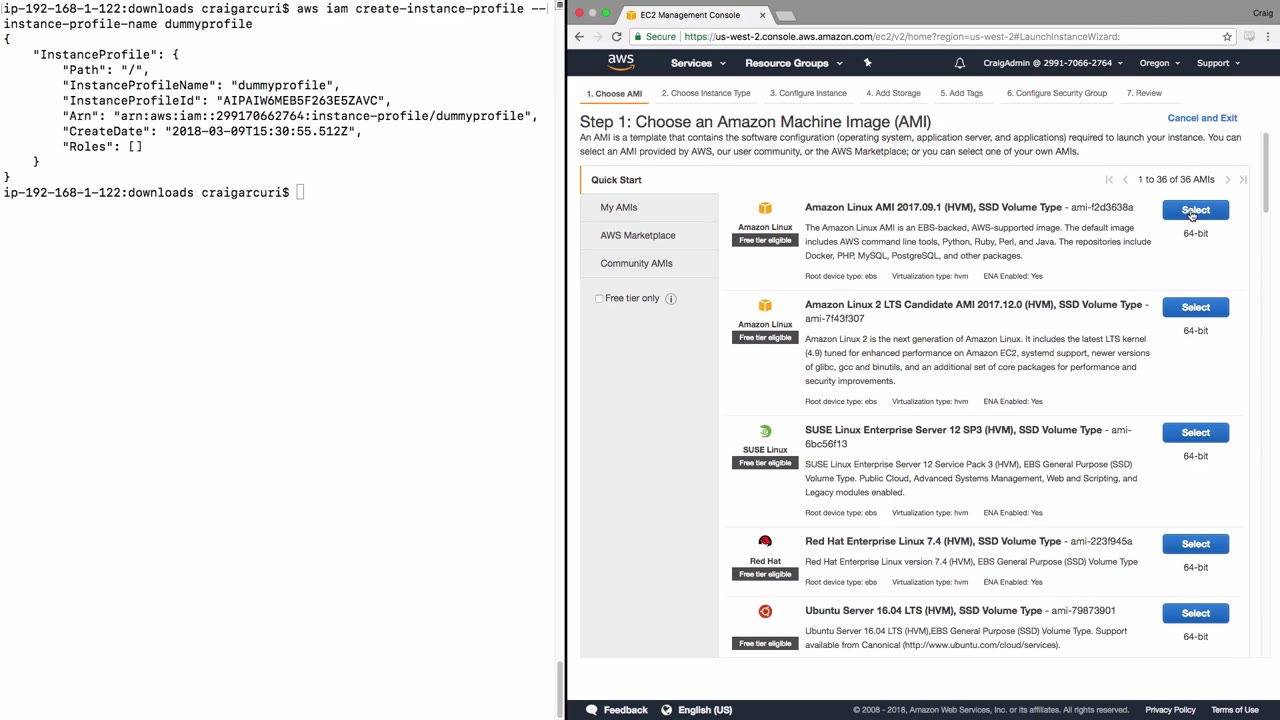 ip-192-168-1-122:downloads craigarcuri$ aws iam create-instance-profile --
instance-profile-name dummyprofile
{
    "InstanceProfile": {
        "Path": "/",
        "InstanceProfileName": "dummyprofile",
        "InstanceProfileId": "AIPAIW6MEB5F263E5ZAVC",
        "Arn": "arn:aws:iam::299170662764:instance-profile/dummyprofile",
        "CreateDate": "2018-03-09T15:30:55.512Z",
        "Roles": []
    }
}
ip-192-168-1-122:downloads craigarcuri$
EC2 Management Console
Craig
Secure https://us-west-2.console.aws.amazon.com/ec2/v2/home?region=us-west-2#LaunchInstanceWizard:
aws Services Resource Groups CraigAdmin @ 2991-7066-2764 Oregon Support
1. Choose AMI 2. Choose Instance Type 3. Configure Instance 4. Add Storage 5. Add Tags 6. Configure Security Group 7. Review
Step 1: Choose an Amazon Machine Image (AMI)
Cancel and Exit
An AMI is a template that contains the software configuration (operating system, application server, and applications) required to launch your instance. You can
select an AMI provided by AWS, our user community, or the AWS Marketplace; or you can select one of your own AMIs.
Quick Start
My AMIs
AWS Marketplace
Community AMIs
Free tier only
1 to 36 of 36 AMIs
Amazon Linux
Free tier eligible
Amazon Linux AMI 2017.09.1 (HVM), SSD Volume Type - ami-f2d3638a
The Amazon Linux AMI is an EBS-backed, AWS-supported image. The default image
includes AWS command line tools, Python, Ruby, Perl, and Java. The repositories include
Docker, PHP, MySQL, PostgreSQL, and other packages.
Root device type: ebs Virtualization type: hvm ENA Enabled: Yes
Select
64-bit
Amazon Linux
Free tier eligible
Amazon Linux 2 LTS Candidate AMI 2017.12.0 (HVM), SSD Volume Type -
ami-7f43f307
Amazon Linux 2 is the next generation of Amazon Linux. It includes the latest LTS kernel
(4.9) tuned for enhanced performance on Amazon EC2, systemd support, newer versions
of glibc, gcc and binutils, and an additional set of core packages for performance and
security improvements.
Root device type: ebs Virtualization type: hvm ENA Enabled: Yes
Select
64-bit
SUSE Linux
Free tier eligible
SUSE Linux Enterprise Server 12 SP3 (HVM), SSD Volume Type - ami-
6bc56f13
SUSE Linux Enterprise Server 12 Service Pack 3 (HVM), EBS General Purpose (SSD)
Volume Type. Public Cloud, Advanced Systems Management, Web and Scripting, and
Legacy modules enabled.
Root device type: ebs Virtualization type: hvm ENA Enabled: Yes
Select
64-bit
Red Hat
Free tier eligible
Red Hat Enterprise Linux 7.4 (HVM), SSD Volume Type - ami-223f945a
Red Hat Enterprise Linux version 7.4 (HVM), EBS General Purpose (SSD) Volume Type
Root device type: ebs Virtualization type: hvm ENA Enabled: Yes
Select
64-bit
Free tier eligible
Ubuntu Server 16.04 LTS (HVM), SSD Volume Type - ami-79873901
Ubuntu Server 16.04 LTS (HVM),EBS General Purpose (SSD) Volume Type. Support
available from Canonical (http://www.ubuntu.com/cloud/services).
Select
64-bit
Feedback English (US) © 2008 - 2018, Amazon Web Services, Inc. or its affiliates. All rights reserved. Privacy Policy Terms of Use